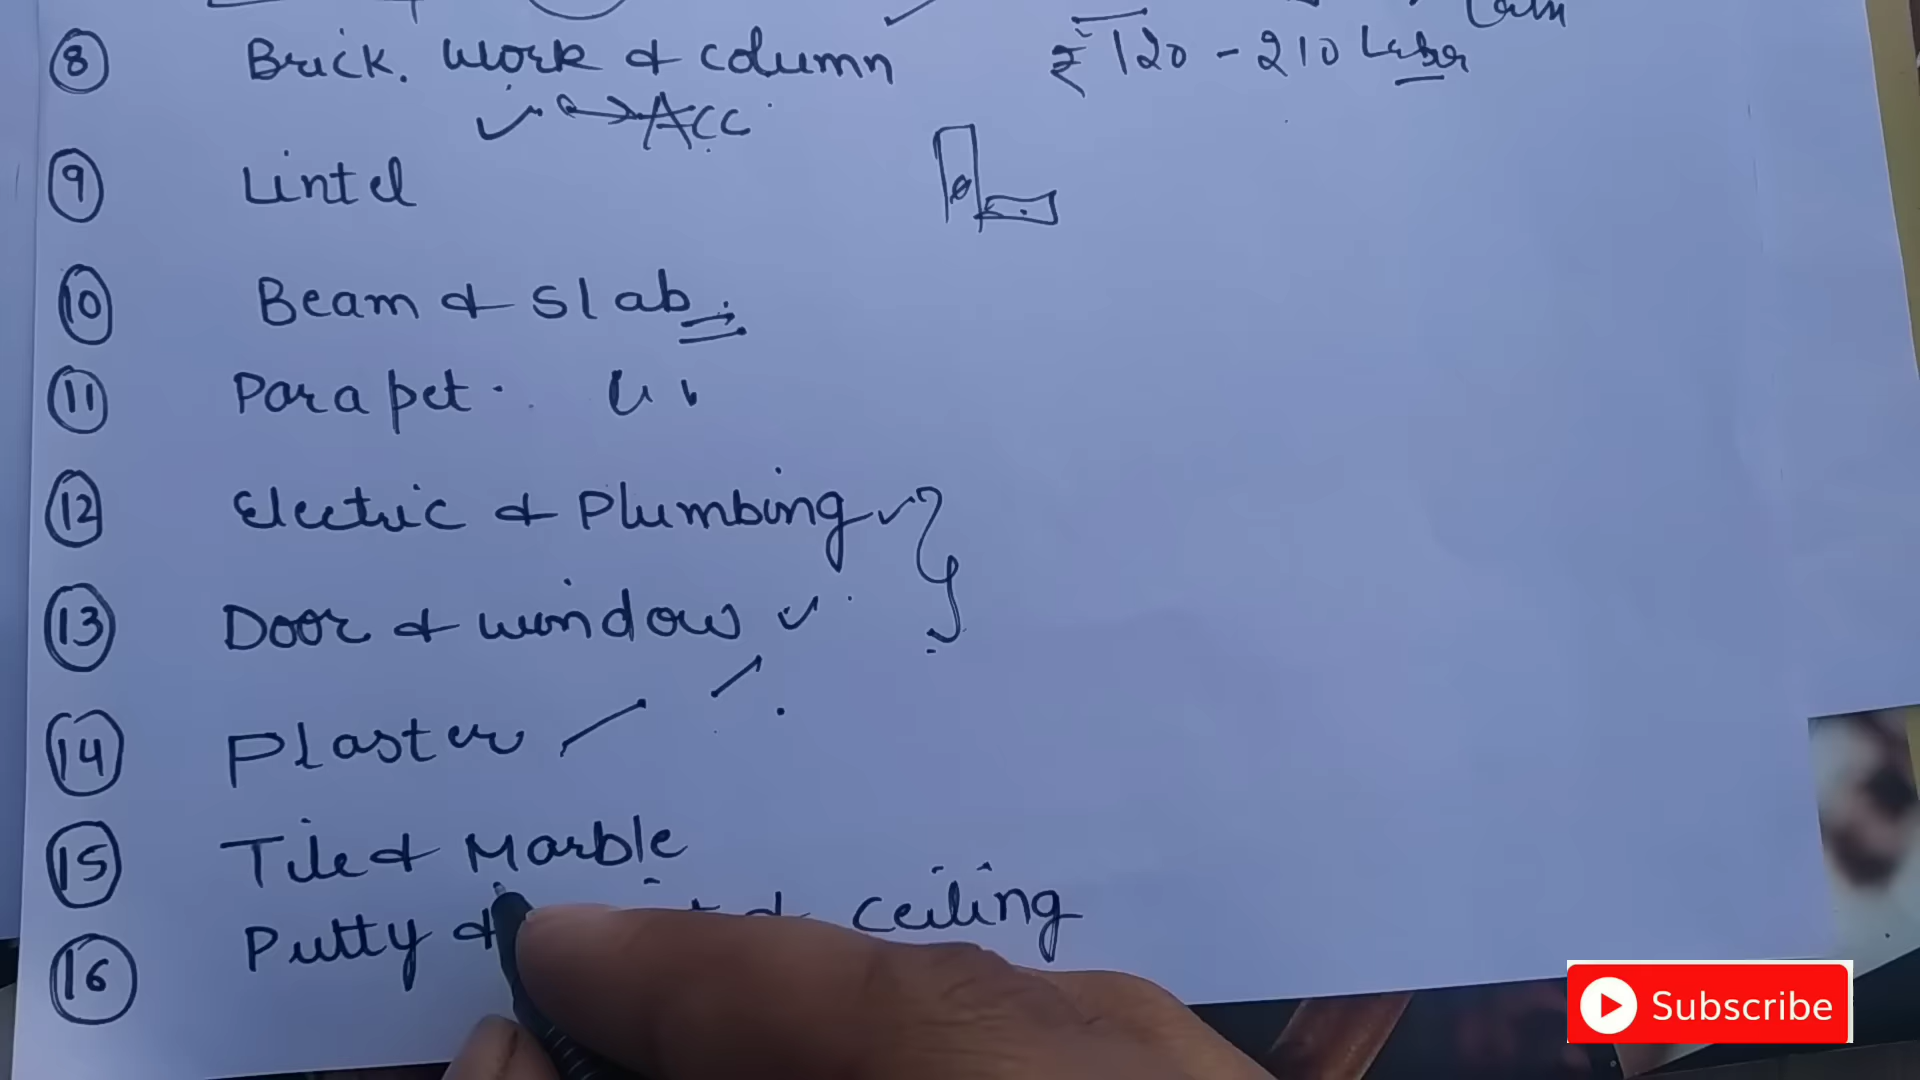 8 Brick. Work & column ₹ 120 - 210 Labor
Acc
9 Lintel
10 Beam & Slab.
11 Parapet.
12 Electric & Plumbing
13 Door & window
14 Plaster
15 Tile & Marble
16 Putty & & ceiling
Subscribe